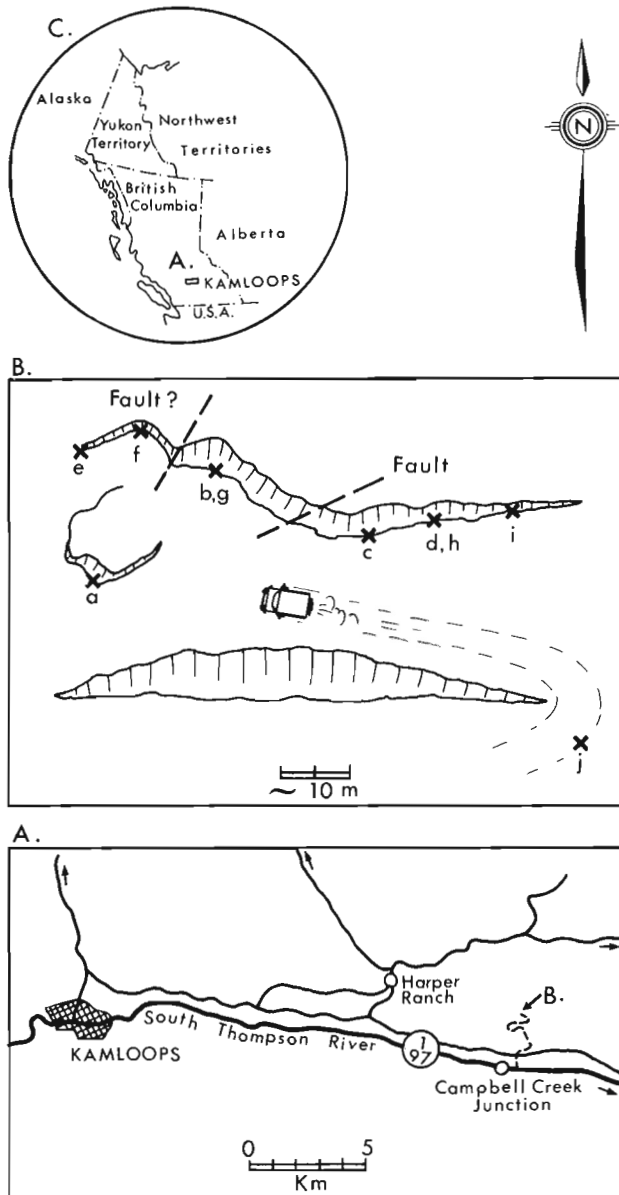 C.
Alaska
Yukon
Territory
Northwest
Territories
British
Columbia
Alberta
A.
KAMLOOPS
U.S.A.
N
B.
Fault ?
Fault
e
f
b,g
c
d,h
i
a
j
~ 10 m
A.
Harper
Ranch
B.
South Thompson River
1
97
KAMLOOPS
Campbell Creek
Junction
0 5
Km